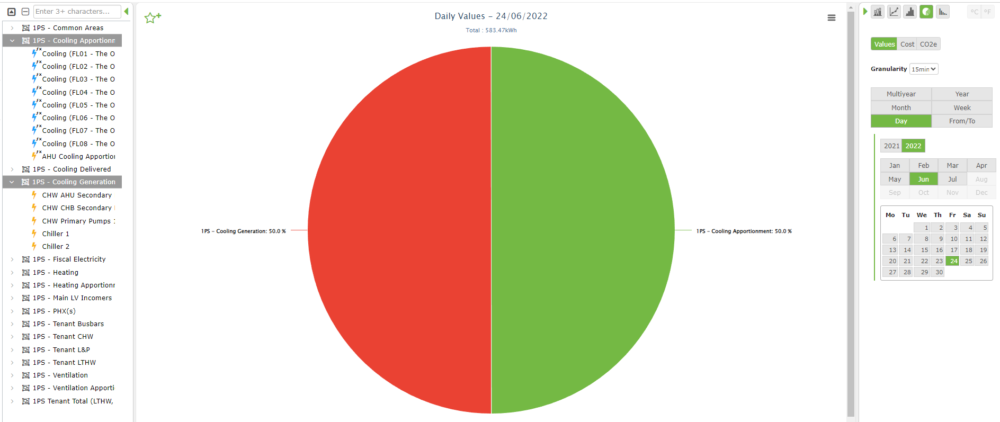 Enter 3+ characters...
1PS - Common Areas
1PS - Cooling Apportionn
Cooling (FL01 - The O
Cooling (FL02 - The O
Cooling (FL03 - The O
Cooling (FL04 - The O
Cooling (FL05 - The O
Cooling (FL06 - The O
Cooling (FL07 - The O
Cooling (FL08 - The O
AHU Cooling Apportion
1PS - Cooling Delivered
1PS - Cooling Generation
CHW AHU Secondary
CHW CHB Secondary
CHW Primary Pumps
Chiller 1
Chiller 2
1PS - Fiscal Electricity
1PS - Heating
1PS - Heating Apportionn
1PS - Main LV Incomers
1PS - PHX(s)
1PS - Tenant Busbars
1PS - Tenant CHW
1PS - Tenant L&P
1PS - Tenant LTHW
1PS - Ventilation
1PS - Ventilation Apporti
1PS Tenant Total (LTHW,
Daily Values - 24/06/2022
Total : 583.47kWh
1PS - Cooling Generation: 50.0 %
1PS - Cooling Apportionment: 50.0 %
°C °F
Values Cost CO2e
Granularity 15min
Multiyear Year
Month Week
Day From/To
2021 2022
Jan Feb Mar Apr
May Jun Jul Aug
Sep Oct Nov Dec
Mo Tu We Th Fr Sa Su
1 2 3 4 5
6 7 8 9 10 11 12
13 14 15 16 17 18 19
20 21 22 23 24 25 26
27 28 29 30